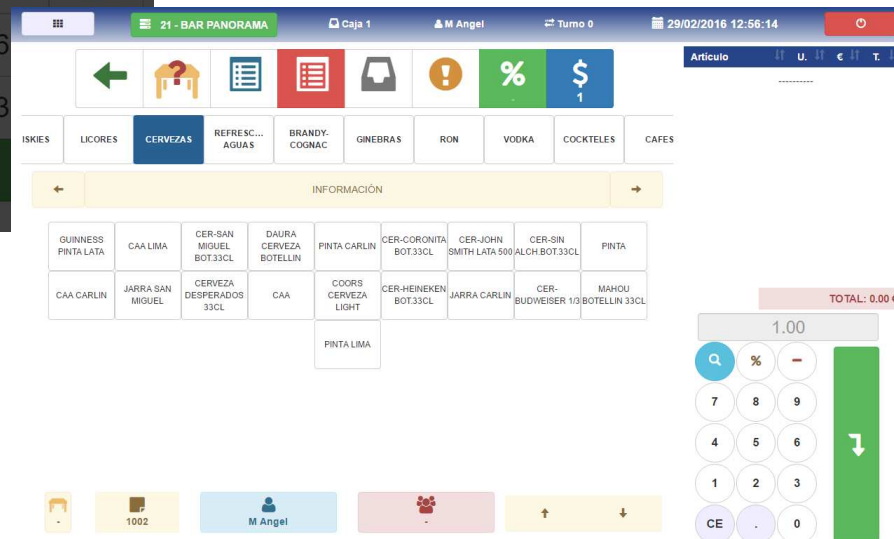 21 - BAR PANORAMA
Caja 1
M Angel
Turno 0
29/02/2016 12:56:14
6
3
%
-
$
1
Articulo U. € T.
----------
ISKIES
LICORES
CERVEZAS
REFRESC...
AGUAS
BRANDY-
COGNAC
GINEBRAS
RON
VODKA
COCKTELES
CAFES
INFORMACIÓN
GUINNESS
PINTA LATA
CAA LIMA
CER-SAN
MIGUEL
BOT.33CL
DAURA
CERVEZA
BOTELLIN
PINTA CARLIN
CER-CORONITA
BOT.33CL
CER-JOHN
SMITH LATA 500
CER-SIN
ALCH.BOT.33CL
PINTA
CAA CARLIN
JARRA SAN
MIGUEL
CERVEZA
DESPERADOS
33CL
CAA
COORS
CERVEZA
LIGHT
CER-HEINEKEN
BOT.33CL
JARRA CARLIN
CER-
BUDWEISER 1/3
MAHOU
BOTELLIN 33CL
PINTA LIMA
TOTAL: 0.00 €
1.00
% −
7 8 9
4 5 6
1 2 3
CE . 0
-
1002
M Angel
-